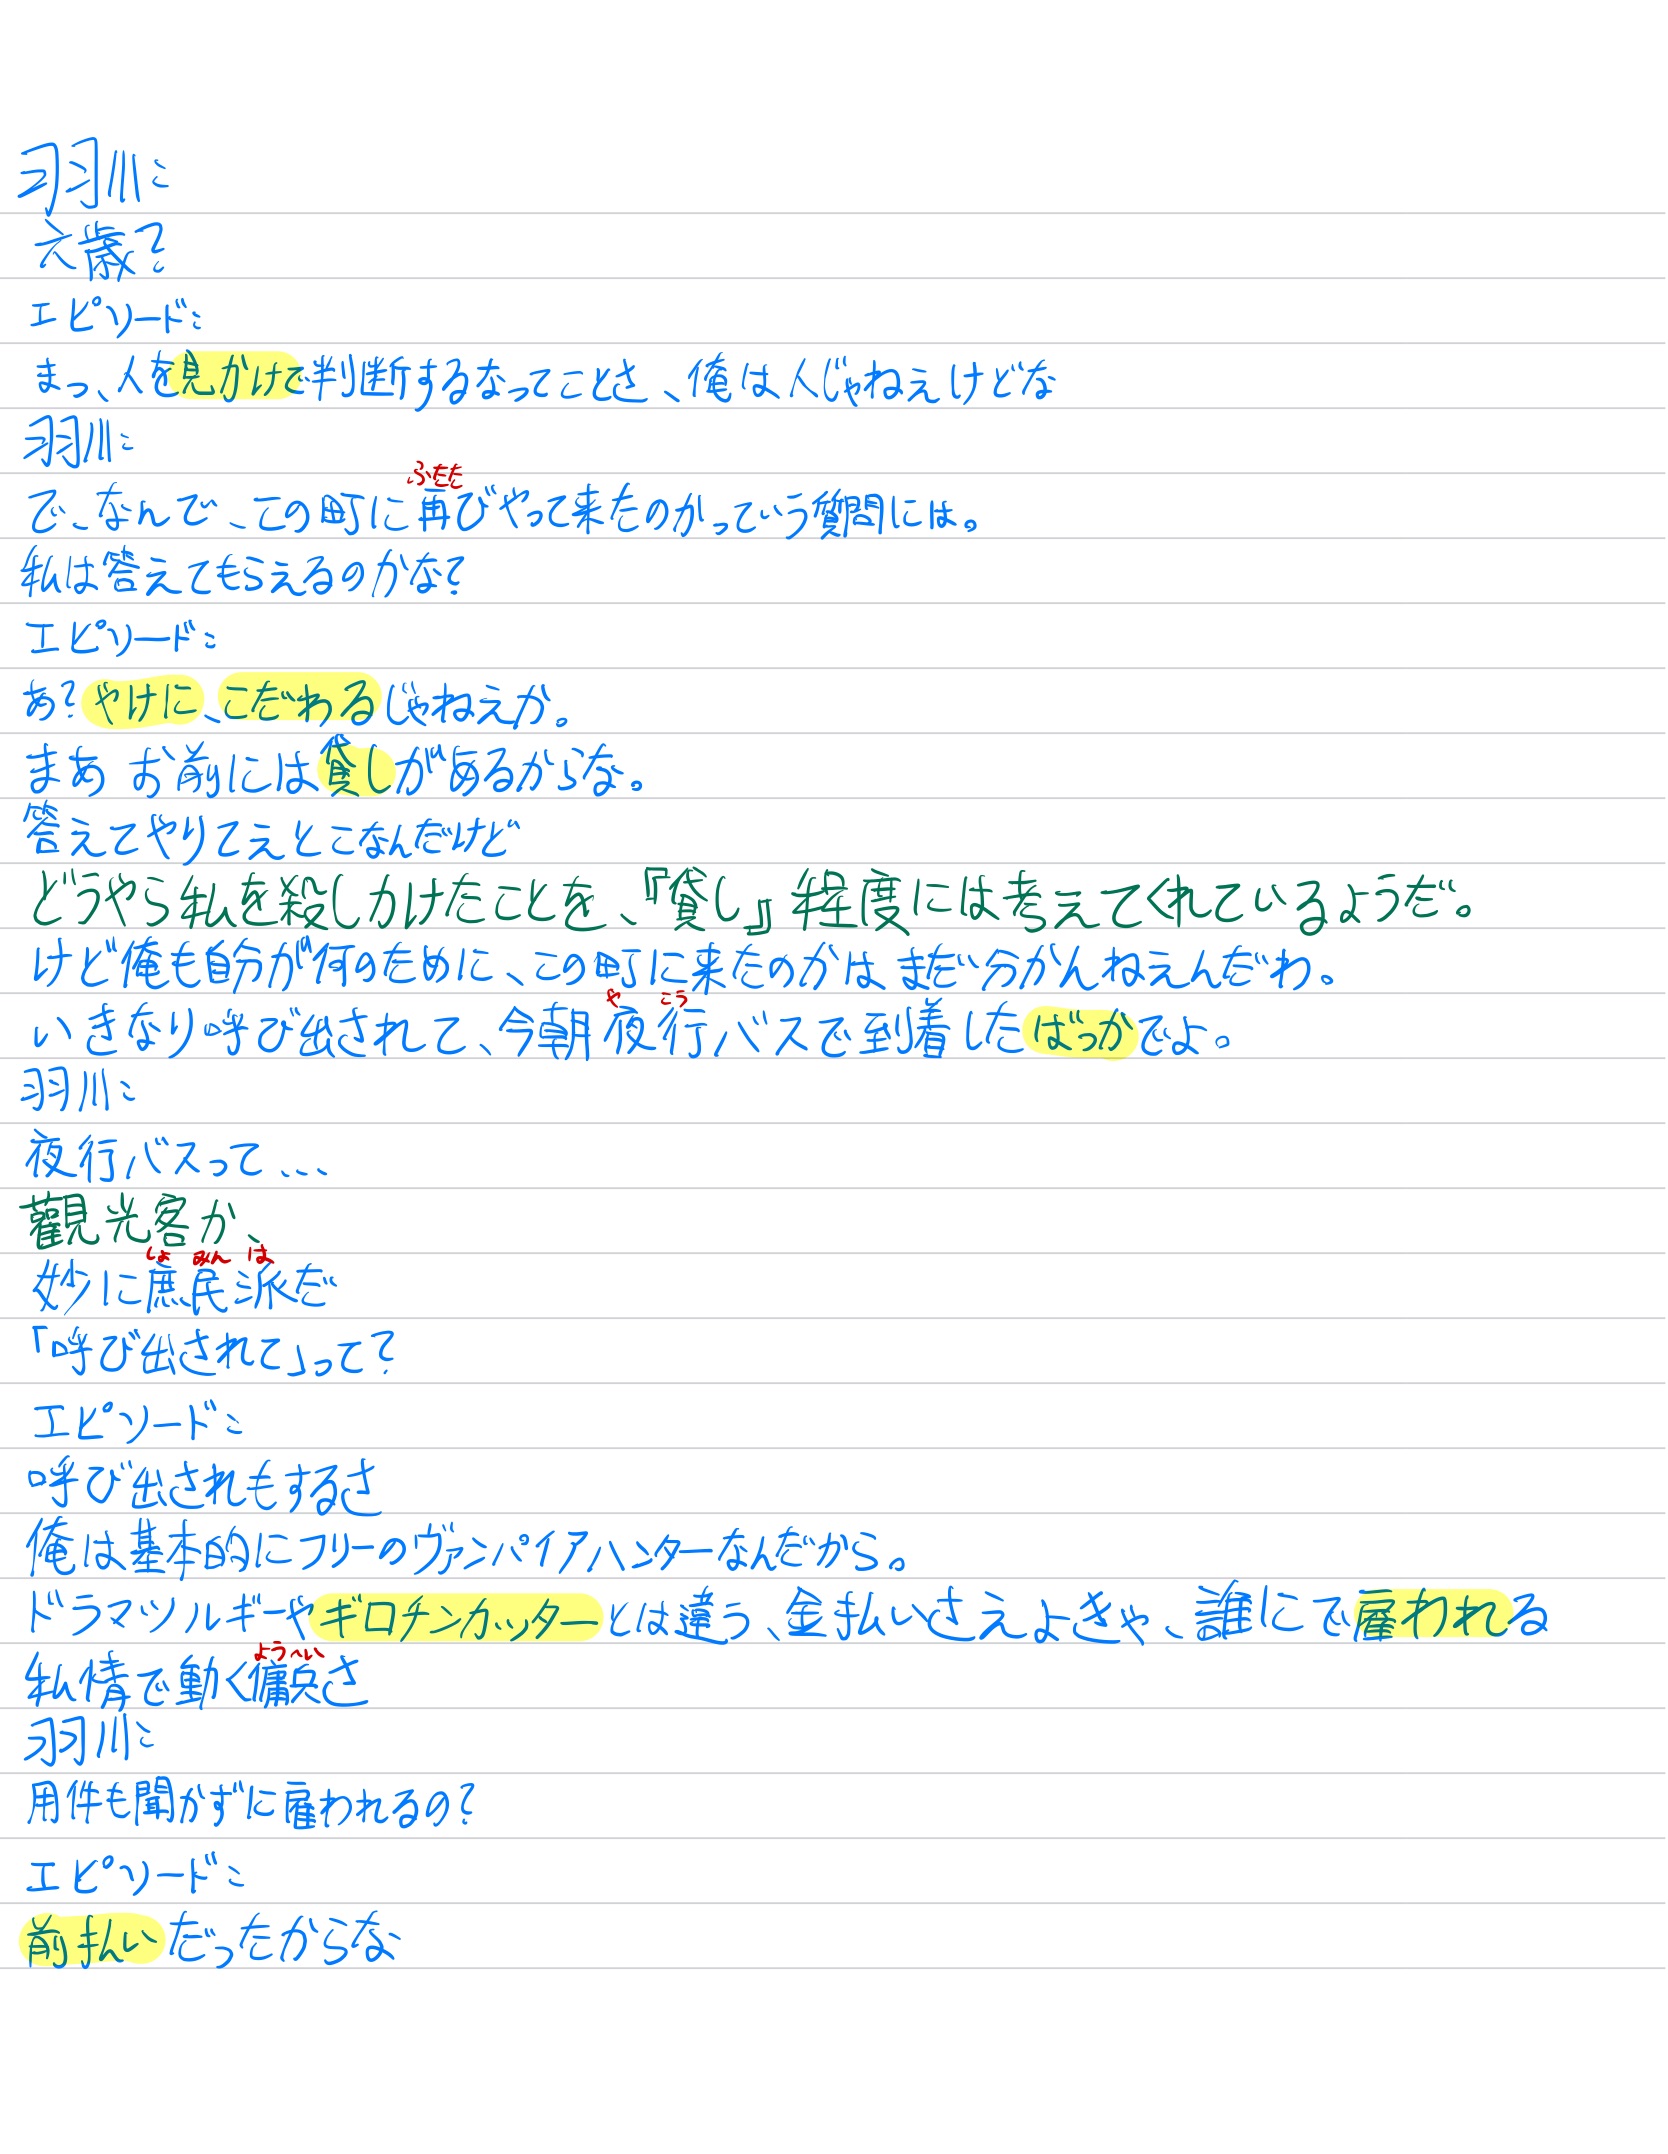 羽川:
六歳?
エピソード:
まっ、人を見かけで判断するなってことさ、俺は人じゃねえけどな
羽川:
ふたた
で、なんで、この町に再びやって来たのかっていう質問には。
私は答えてもらえるのかな?
エピソード:
あ?やけに、こだわるじゃねえか。
まあ お前には貸しがあるからな。
答えてやりてえとこなんだけど
どうやら私を殺しかけたことを、『貸し』程度には考えてくれているようだ。
けど俺も自分が何のために、この町に来たのかは まだ分かんねえんだわ。
や こう
いきなり呼び出されて、今朝夜行バスで到着したばっかでよ。
羽川:
夜行バスって...
觀光客か、
しょ みん は
妙に庶民派だ
「呼び出されて」って?
エピソード:
呼び出されもするさ
俺は基本的にフリーのヴァンパイアハンターなんだから。
ドラマツルギーやギロチンカッターとは違う、金払いさえよきゃ、誰にで雇われる
ようへい
私情で動く傭兵さ
羽川:
用件も聞かずに雇われるの?
エピソード:
前払いだったからな